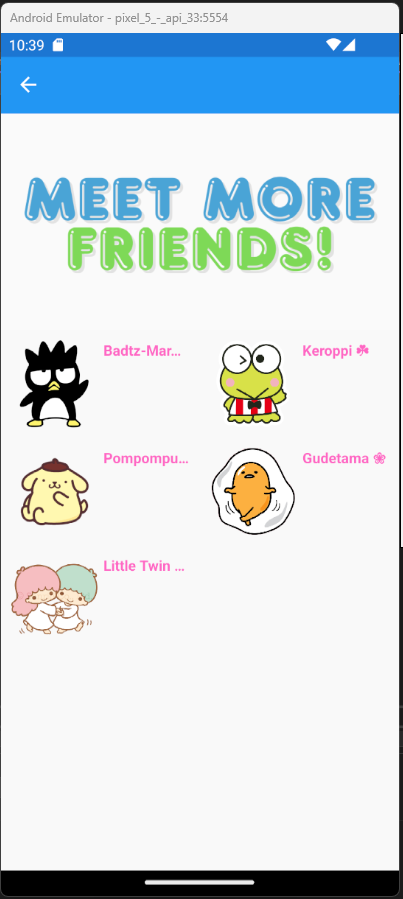 Android Emulator - pixel_5_-_api_33:5554
10:39
MEET MORE
FRIENDS!
Badtz-Mar...
Keroppi ☘
Pompompu...
Gudetama ❀
Little Twin ...